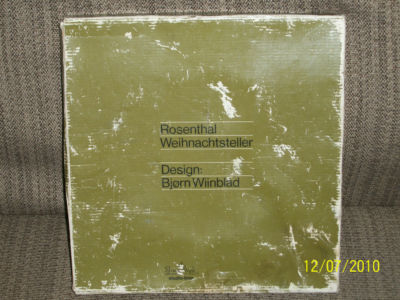 Rosenthal
Weihnachtsteller
Design:
Bjørn Wiinblad
12/07/2010